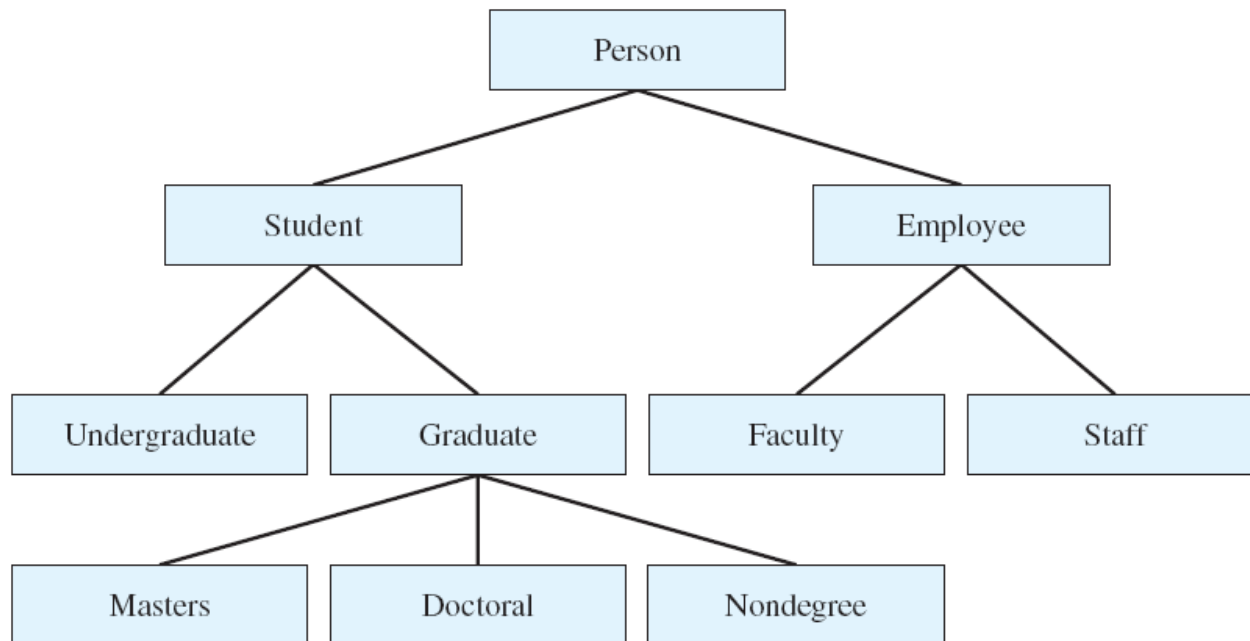 Person
Student
Employee
Undergraduate
Graduate
Faculty
Staff
Masters
Doctoral
Nondegree